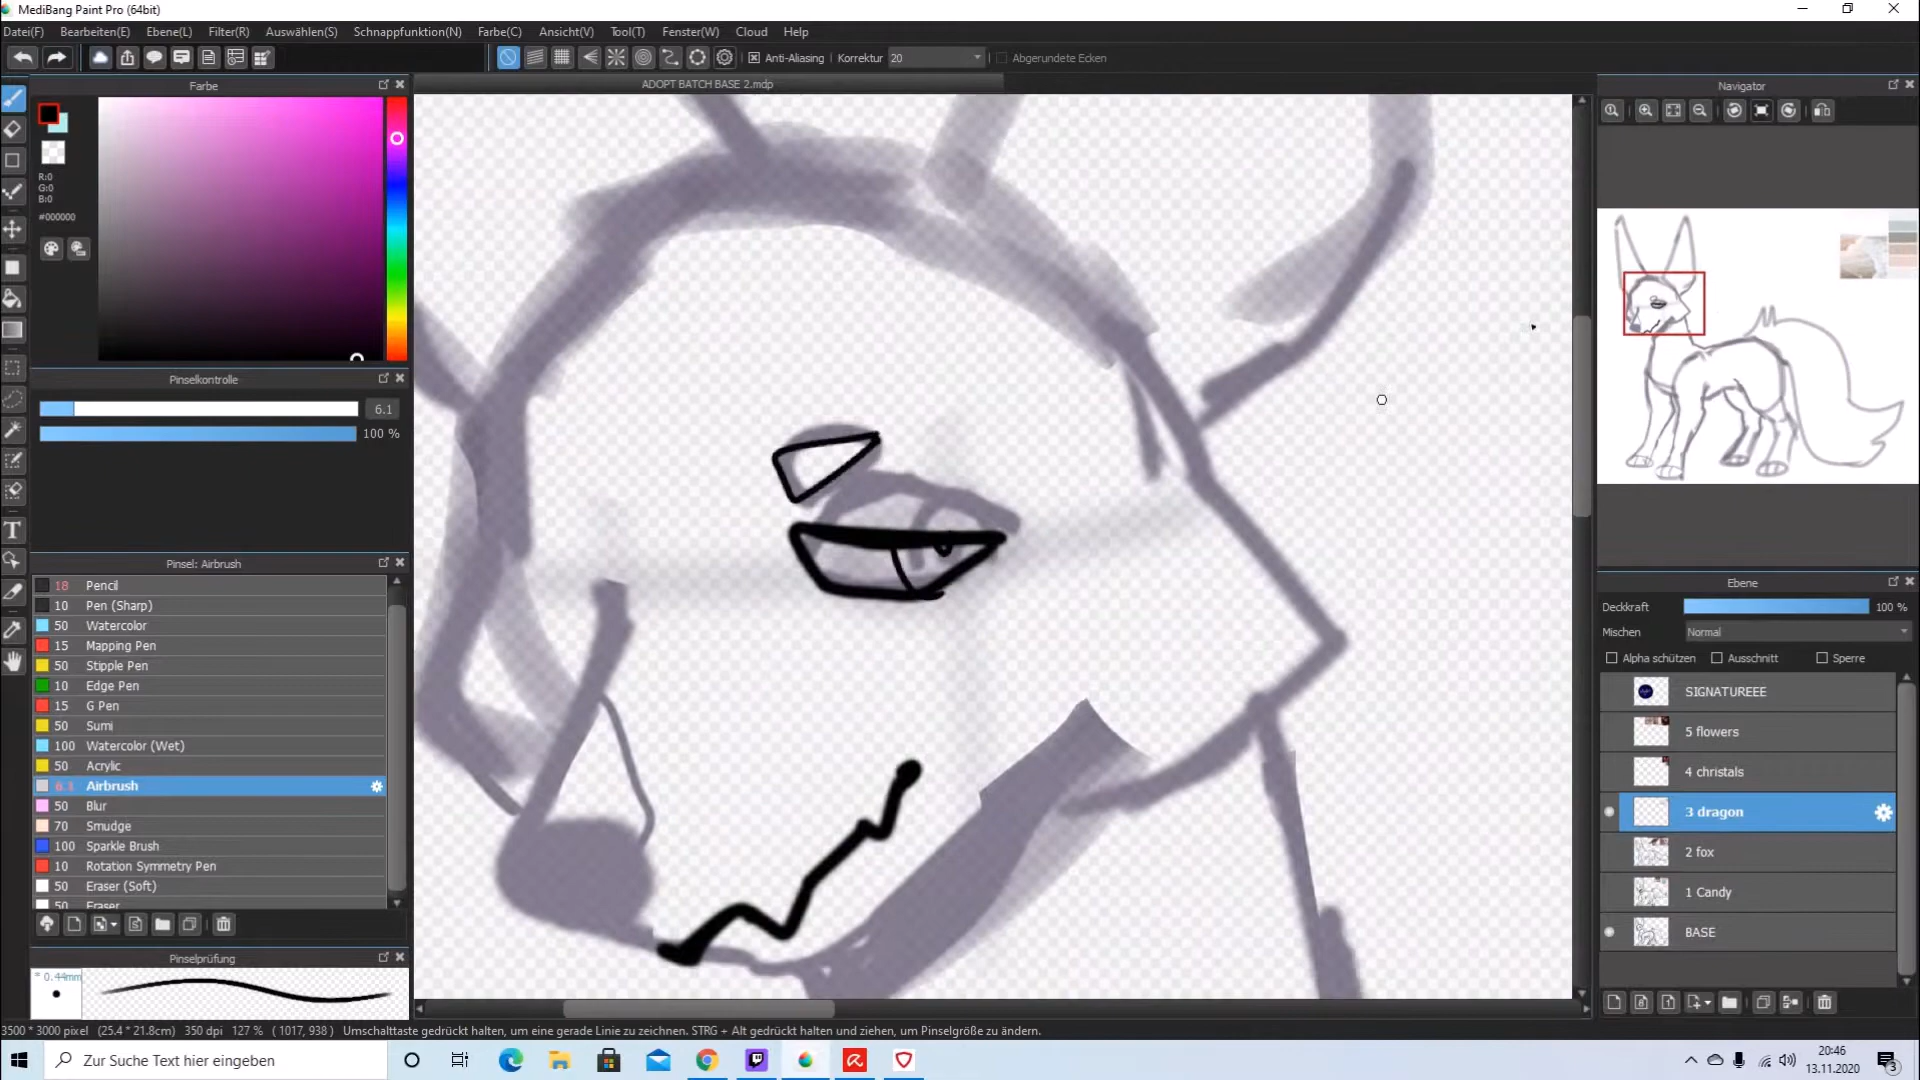 MediBang Paint Pro (64bit)
Datei(F) Bearbeiten(E) Ebene(L) Filter(R) Auswählen(S) Schnappfunktion(N) Farbe(C) Ansicht(V) Tool(T) Fenster(W) Cloud Help
Anti-Aliasing Korrektur 20 Abgerundete Ecken
Farbe
ADOPT BATCH BASE 2.mdp
Navigator
R:0
G:0
B:0
#000000
Pinselkontrolle
6.1
100 %
Pinsel: Airbrush
18 Pencil
10 Pen (Sharp)
50 Watercolor
15 Mapping Pen
50 Stipple Pen
10 Edge Pen
15 G Pen
50 Sumi
100 Watercolor (Wet)
50 Acrylic
6.1 Airbrush
50 Blur
70 Smudge
100 Sparkle Brush
10 Rotation Symmetry Pen
50 Eraser (Soft)
50 Eraser
Pinselprüfung
* 0.44mm
Ebene
Deckkraft 100 %
Mischen Normal
Alpha schützen Ausschnitt Sperre
SIGNATUREEE
5 flowers
4 christals
3 dragon
2 fox
1 Candy
BASE
3500 * 3000 pixel (25.4 * 21.8cm) 350 dpi 127 % ( 1017, 938 ) Umschalttaste gedrückt halten, um eine gerade Linie zu zeichnen. STRG + Alt gedrückt halten und ziehen, um Pinselgröße zu ändern.
Zur Suche Text hier eingeben
20:46
13.11.2020
3